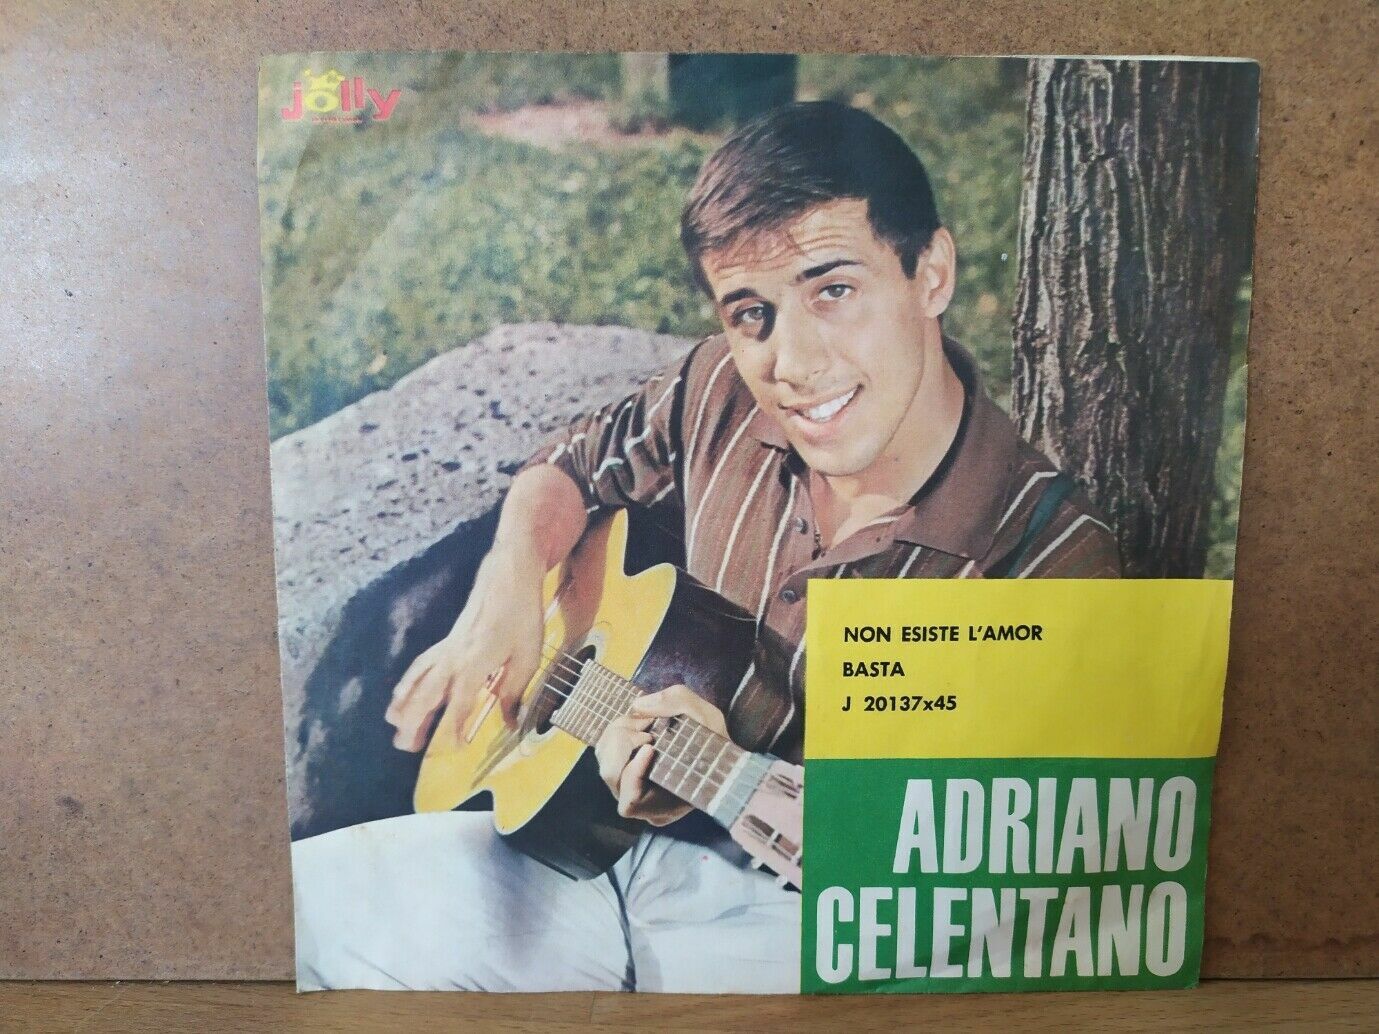 jolly
NON ESISTE L'AMOR
BASTA
J 20137x45
ADRIANO
CELENTANO